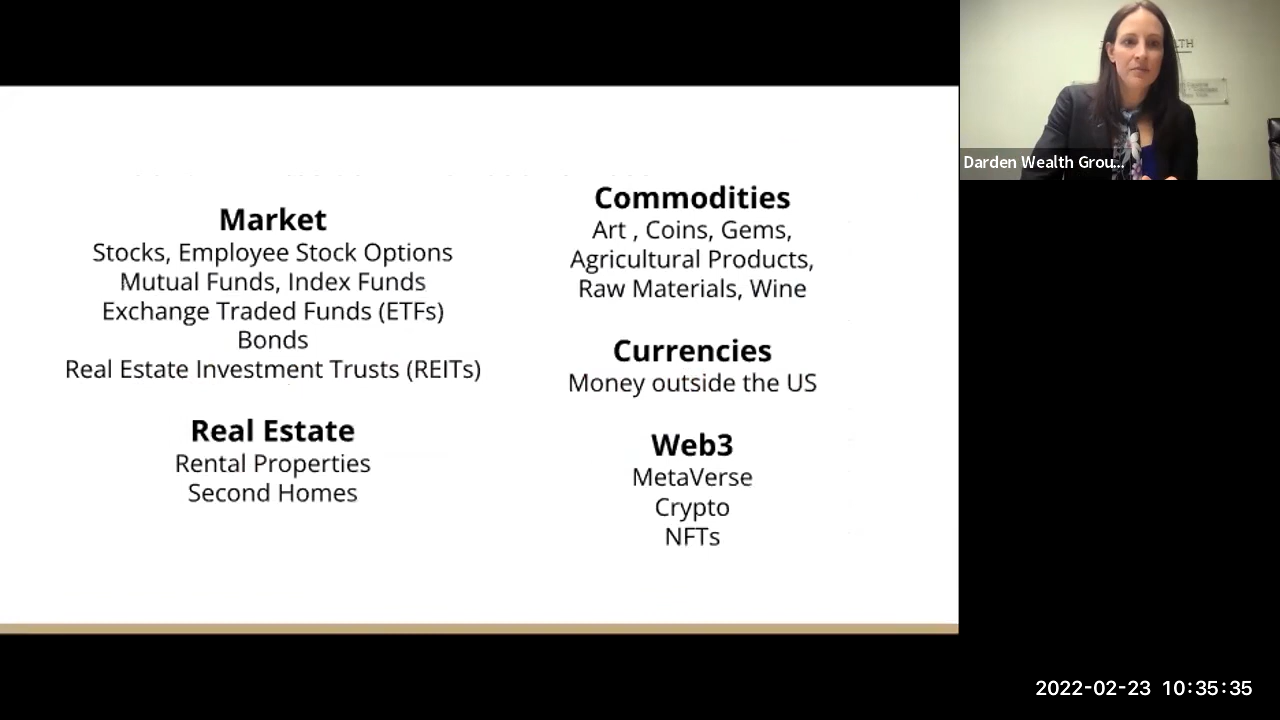 Market
Stocks, Employee Stock Options
Mutual Funds, Index Funds
Exchange Traded Funds (ETFs)
Bonds
Real Estate Investment Trusts (REITs)
Real Estate
Rental Properties
Second Homes
Commodities
Art , Coins, Gems,
Agricultural Products,
Raw Materials, Wine
Currencies
Money outside the US
Web3
MetaVerse
Crypto
NFTs
Darden Wealth Grou...
2022-02-23 10:35:35